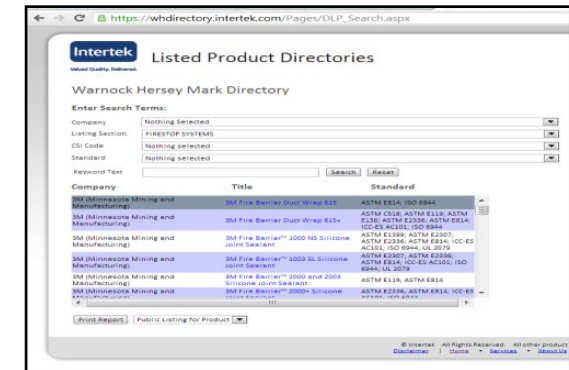 https://whdirectory.intertek.com/Pages/DLP_Search.aspx
Intertek
Valued Quality. Delivered.
Listed Product Directories
Warnock Hersey Mark Directory
Enter Search Terms:
Company Nothing Selected
Listing Section FIRESTOP SYSTEMS
CSI Code Nothing selected
Standard Nothing selected
Keyword Text Search Reset
Company Title Standard
3M (Minnesota Mining and
Manufacturing) 3M Fire Barrier Duct Wrap 615 ASTM E814; ISO 6944
3M (Minnesota Mining and
Manufacturing) 3M Fire Barrier Duct Wrap 615+ ASTM C518; ASTM E119; ASTM
E136; ASTM E2336; ASTM E814;
ICC-ES AC101; ISO 6944
3M (Minnesota Mining and
Manufacturing) 3M Fire Barrier™ 1000 NS Silicone
Joint Sealant ASTM E1399; ASTM E2307;
ASTM E2336; ASTM E814; ICC-ES
AC101; ISO 6944; UL 2079
3M (Minnesota Mining and
Manufacturing) 3M Fire Barrier™ 1003 SL Silicone
Joint Sealant ASTM E2307; ASTM E2336;
ASTM E814; ICC-ES AC101; ISO
6944; UL 2079
3M (Minnesota Mining and
Manufacturing) 3M Fire Barrier™ 2000 and 2003
Silicone Joint Sealant ASTM E119; ASTM E814
3M (Minnesota Mining and
Manufacturing) 3M Fire Barrier™ 2000+ Silicone
Joint Sealant ASTM E2336; ASTM E814; ICC-ES
AC101; ISO 6944
Print Report Public Listing for Product
© Intertek All Rights Reserved. All other product
Disclaimer | Home • Services • About Us